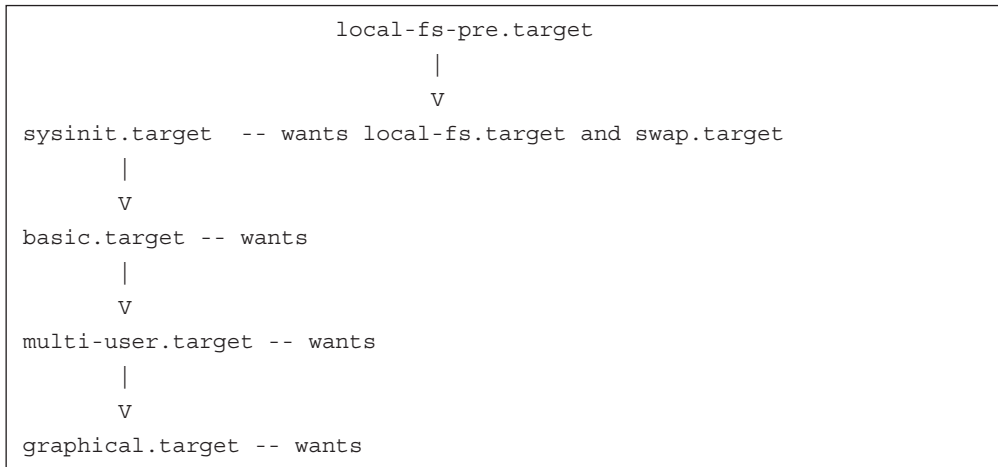 local-fs-pre.target
|
V
sysinit.target -- wants local-fs.target and swap.target
|
V
basic.target -- wants
|
V
multi-user.target -- wants
|
V
graphical.target -- wants